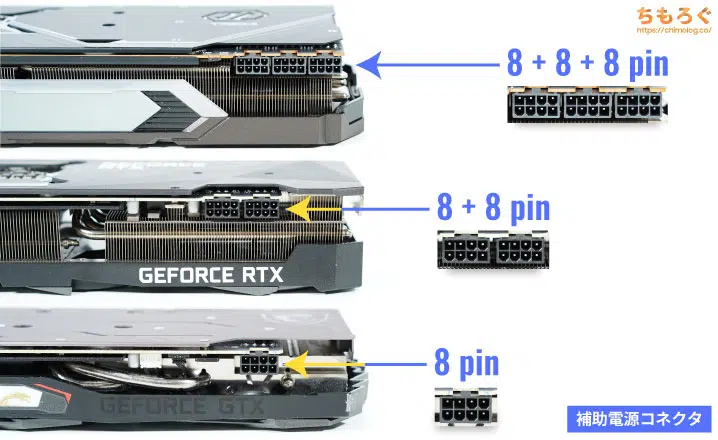 ちもろぐ
https://chimolog.co/
8 + 8 + 8 pin
8 + 8 pin
GEFORCE RTX
8 pin
GEFORCE GTX
補助電源コネクタ